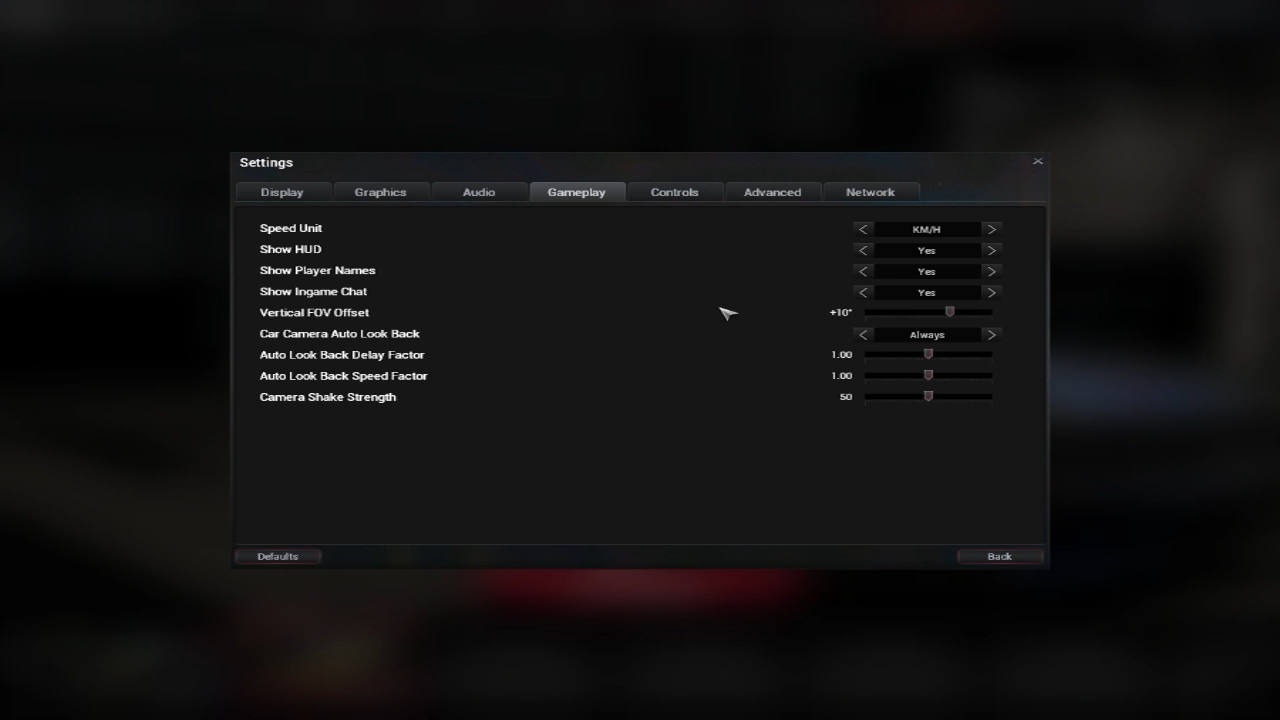 Settings
Display Graphics Audio Gameplay Controls Advanced Network
Speed Unit KM/H
Show HUD Yes
Show Player Names Yes
Show Ingame Chat Yes
Vertical FOV Offset +10°
Car Camera Auto Look Back Always
Auto Look Back Delay Factor 1.00
Auto Look Back Speed Factor 1.00
Camera Shake Strength 50
Defaults Back